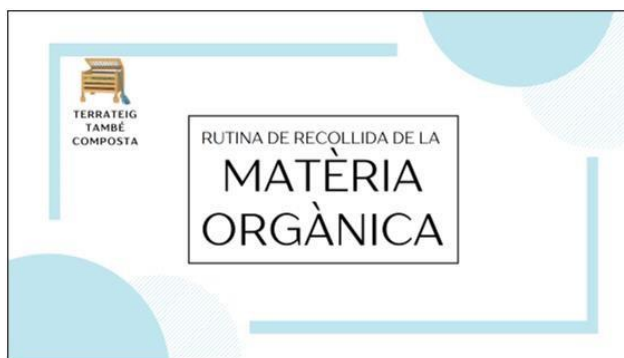 TERRATEIG
TAMBÉ
COMPOSTA
RUTINA DE RECOLLIDA DE LA
MATÈRIA
ORGÀNICA